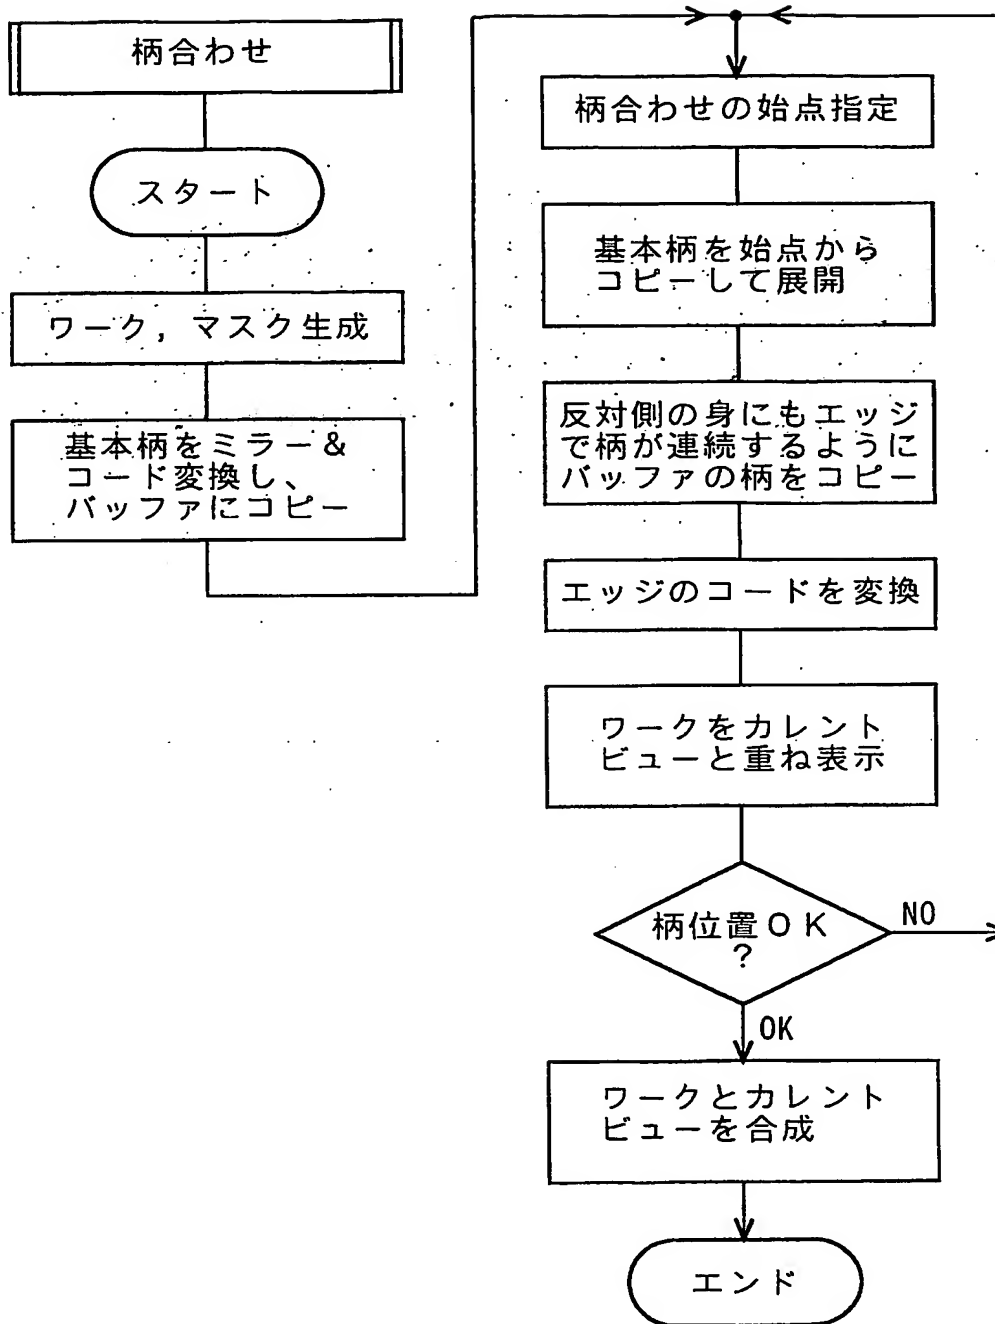 柄合わせ
スタート
ワーク，マスク生成
基本柄をミラー＆
コード変換し、
バッファにコピー
柄合わせの始点指定
基本柄を始点から
コピーして展開
反対側の身にもエッジ
で柄が連続するように
バッファの柄をコピー
エッジのコードを変換
ワークをカレント
ビューと重ね表示
柄位置ＯＫ
？
NO
OK
ワークとカレント
ビューを合成
エンド